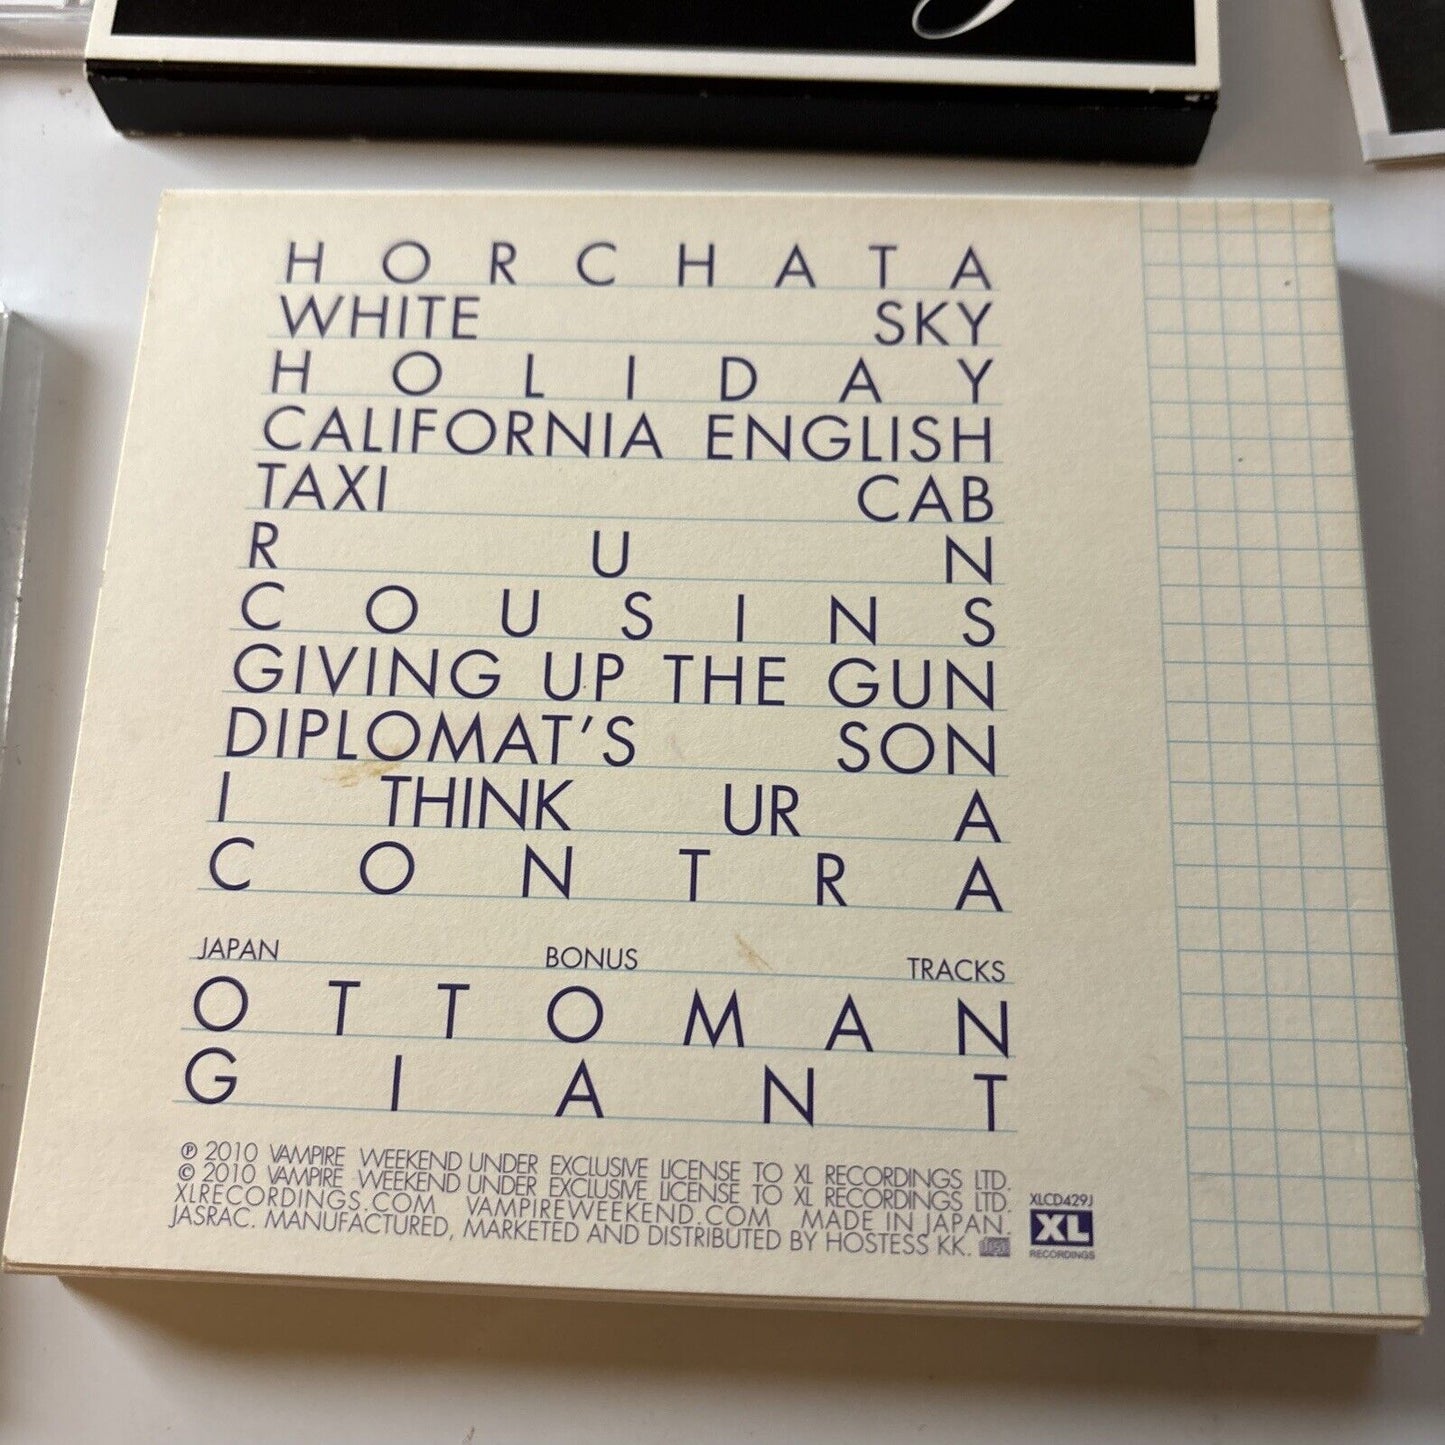 HORCHATA
WHITE SKY
HOLIDAY
CALIFORNIA ENGLISH
TAXI CAB
RUN
COUSINS
GIVING UP THE GUN
DIPLOMAT'S SON
I THINK UR A
CONTRA
JAPAN BONUS TRACKS
OTTOMAN
GIANT
℗ 2010 VAMPIRE WEEKEND UNDER EXCLUSIVE LICENSE TO XL RECORDINGS LTD.
© 2010 VAMPIRE WEEKEND UNDER EXCLUSIVE LICENSE TO XL RECORDINGS LTD.
XLRECORDINGS.COM VAMPIREWEEKEND.COM MADE IN JAPAN.
JASRAC. MANUFACTURED, MARKETED AND DISTRIBUTED BY HOSTESS KK.
XLCD429J
XL
RECORDINGS